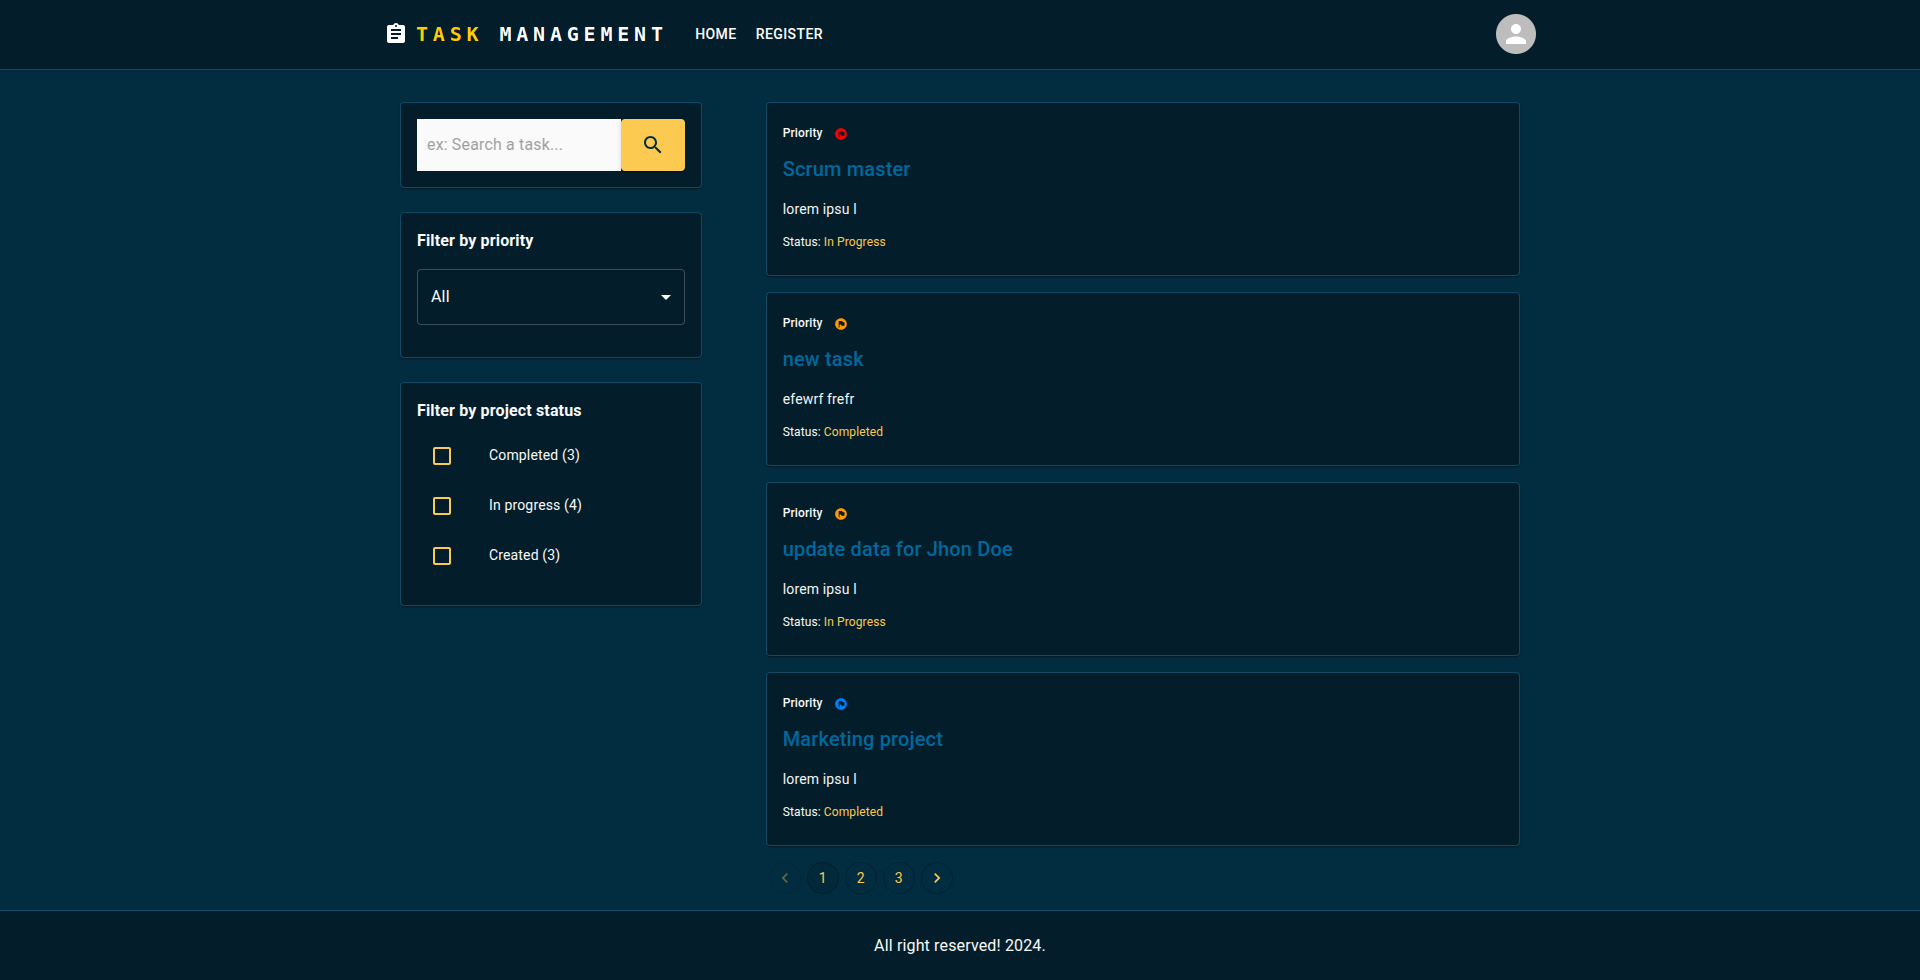 TASK MANAGEMENT HOME REGISTER
ex: Search a task...
Filter by priority
All
Filter by project status
Completed (3)
In progress (4)
Created (3)
Priority
Scrum master
lorem ipsu l
Status: In Progress
Priority
new task
efewrf frefr
Status: Completed
Priority
update data for Jhon Doe
lorem ipsu l
Status: In Progress
Priority
Marketing project
lorem ipsu l
Status: Completed
1 2 3
All right reserved! 2024.